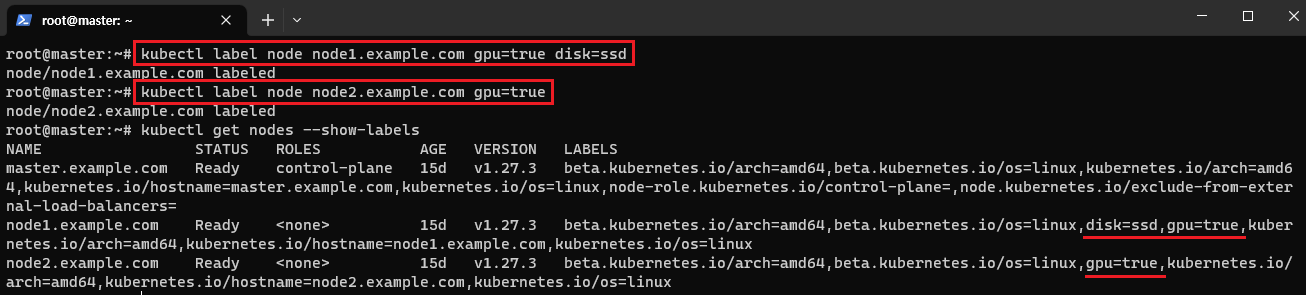 root@master: ~
root@master:~# kubectl label node node1.example.com gpu=true disk=ssd
node/node1.example.com labeled
root@master:~# kubectl label node node2.example.com gpu=true
node/node2.example.com labeled
root@master:~# kubectl get nodes --show-labels
NAME STATUS ROLES AGE VERSION LABELS
master.example.com Ready control-plane 15d v1.27.3 beta.kubernetes.io/arch=amd64,beta.kubernetes.io/os=linux,kubernetes.io/arch=amd6
4,kubernetes.io/hostname=master.example.com,kubernetes.io/os=linux,node-role.kubernetes.io/control-plane=,node.kubernetes.io/exclude-from-exter
nal-load-balancers=
node1.example.com Ready <none> 15d v1.27.3 beta.kubernetes.io/arch=amd64,beta.kubernetes.io/os=linux,disk=ssd,gpu=true,kuber
netes.io/arch=amd64,kubernetes.io/hostname=node1.example.com,kubernetes.io/os=linux
node2.example.com Ready <none> 15d v1.27.3 beta.kubernetes.io/arch=amd64,beta.kubernetes.io/os=linux,gpu=true,kubernetes.io/
arch=amd64,kubernetes.io/hostname=node2.example.com,kubernetes.io/os=linux